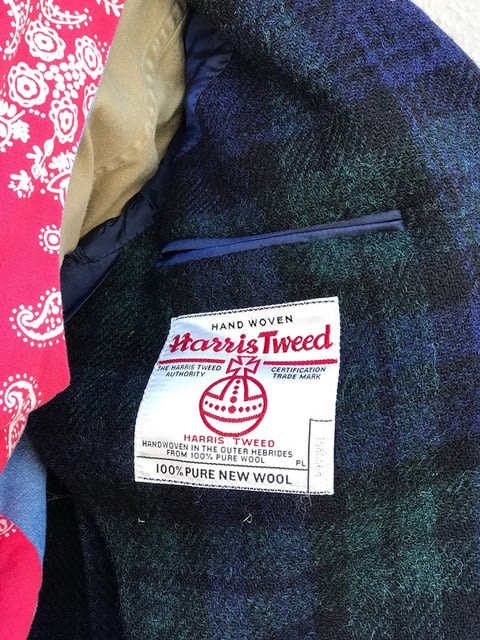 HAND WOVEN
Harris Tweed
THE HARRIS TWEED AUTHORITY
CERTIFICATION TRADE MARK
HARRIS TWEED
HANDWOVEN IN THE OUTER HEBRIDES
FROM 100% PURE WOOL
PL
100% PURE NEW WOOL